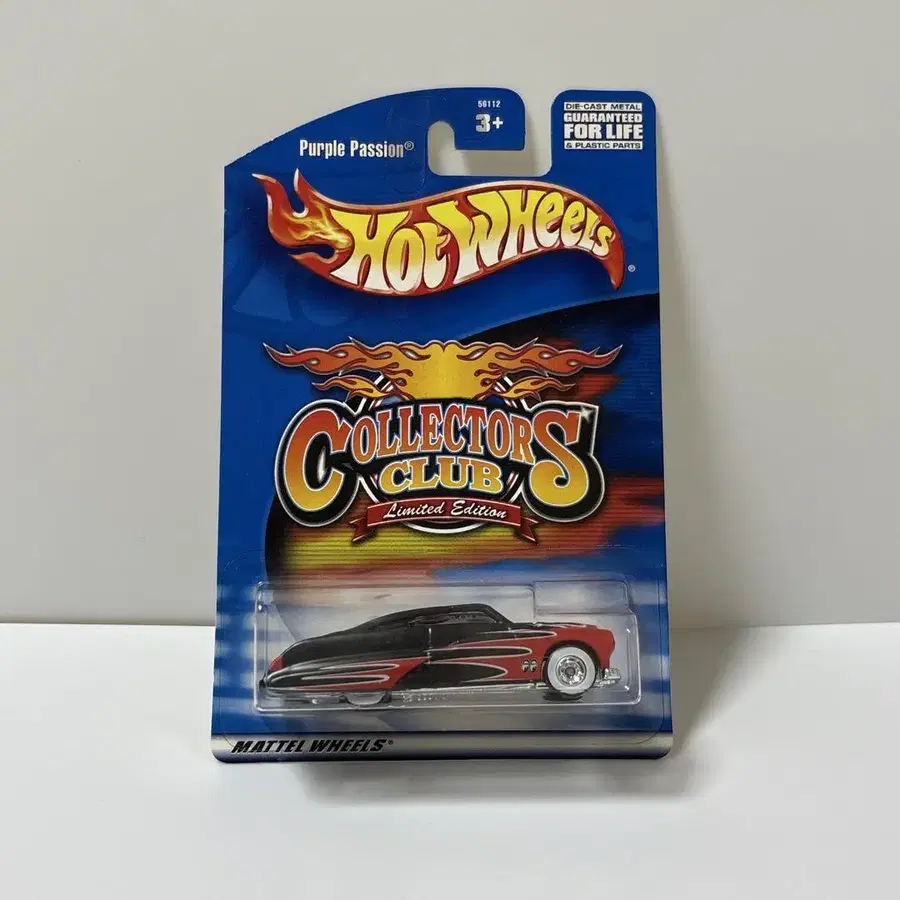 56112
3+
DIE-CAST METAL
GUARANTEED
FOR LIFE
& PLASTIC PARTS
Purple Passion®
HOT WHEELS®
COLLECTORS'
CLUB
Limited Edition
MATTEL WHEELS®